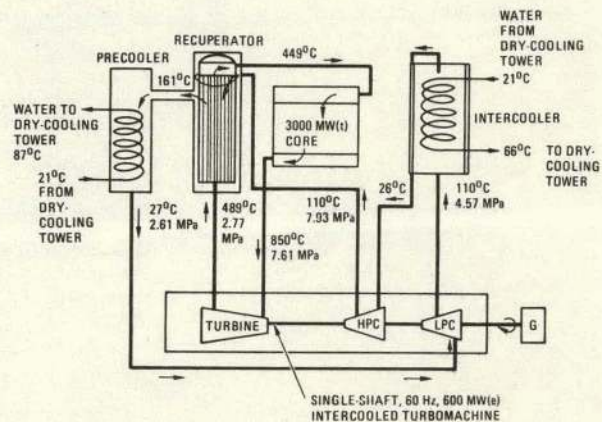 RECUPERATOR
PRECOOLER
161°C
449°C
WATER
FROM
DRY-COOLING
TOWER
21°C
INTERCOOLER
66°C
TO DRY-
COOLING
TOWER
WATER TO
DRY-COOLING
TOWER
87°C
21°C
FROM
DRY-
COOLING
TOWER
3000 MW(t)
CORE
27°C
2.61 MPa
489°C
2.77
MPa
850°C
7.61 MPa
110°C
7.93 MPa
26°C
110°C
4.57 MPa
TURBINE
HPC
LPC
G
SINGLE-SHAFT, 60 Hz, 600 MW(e)
INTERCOOLED TURBOMACHINE